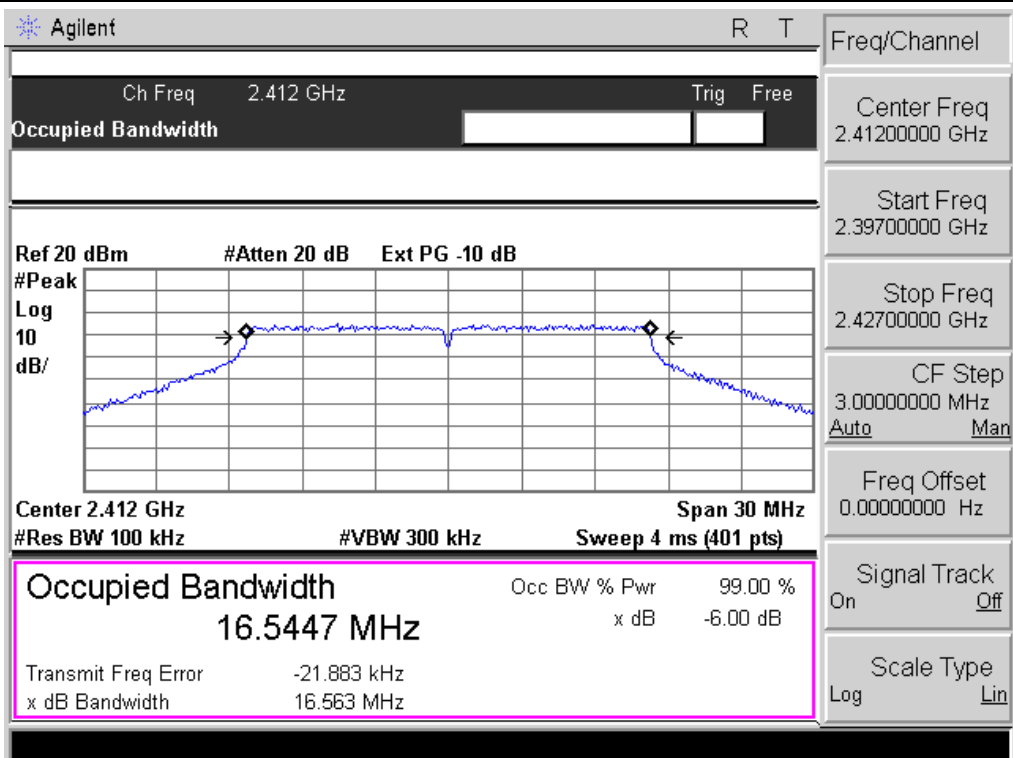 Agilent R T
Ch Freq 2.412 GHz Trig Free
Occupied Bandwidth
Ref 20 dBm #Atten 20 dB Ext PG -10 dB
#Peak
Log
10
dB/
Center 2.412 GHz Span 30 MHz
#Res BW 100 kHz #VBW 300 kHz Sweep 4 ms (401 pts)
Occupied Bandwidth
16.5447 MHz
Occ BW % Pwr 99.00 %
x dB -6.00 dB
Transmit Freq Error -21.883 kHz
x dB Bandwidth 16.563 MHz
Freq/Channel
Center Freq
2.41200000 GHz
Start Freq
2.39700000 GHz
Stop Freq
2.42700000 GHz
CF Step
3.00000000 MHz
Auto Man
Freq Offset
0.00000000 Hz
Signal Track
On Off
Scale Type
Log Lin